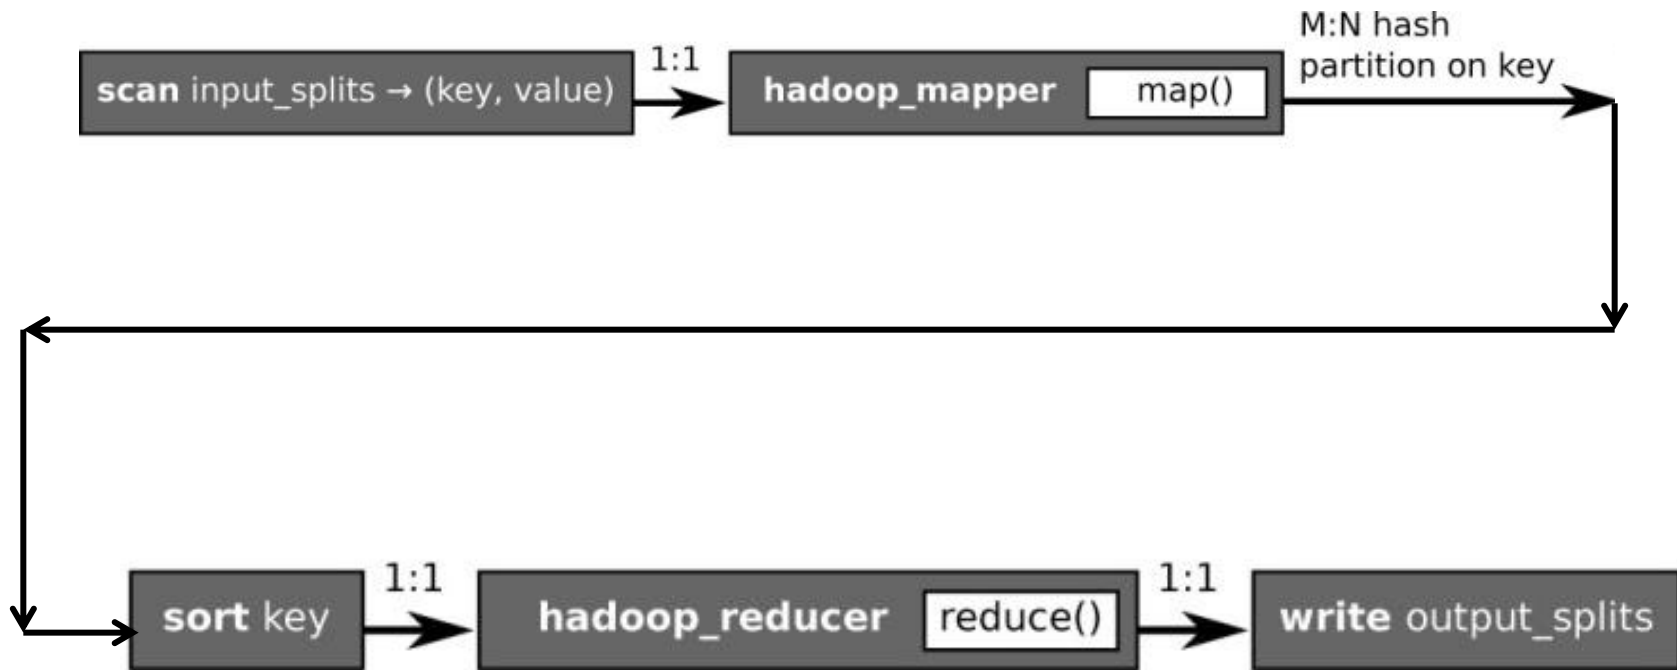 scan input_splits → (key, value)
1:1
hadoop_mapper
map()
M:N hash
partition on key
sort key
1:1
hadoop_reducer
reduce()
1:1
write output_splits